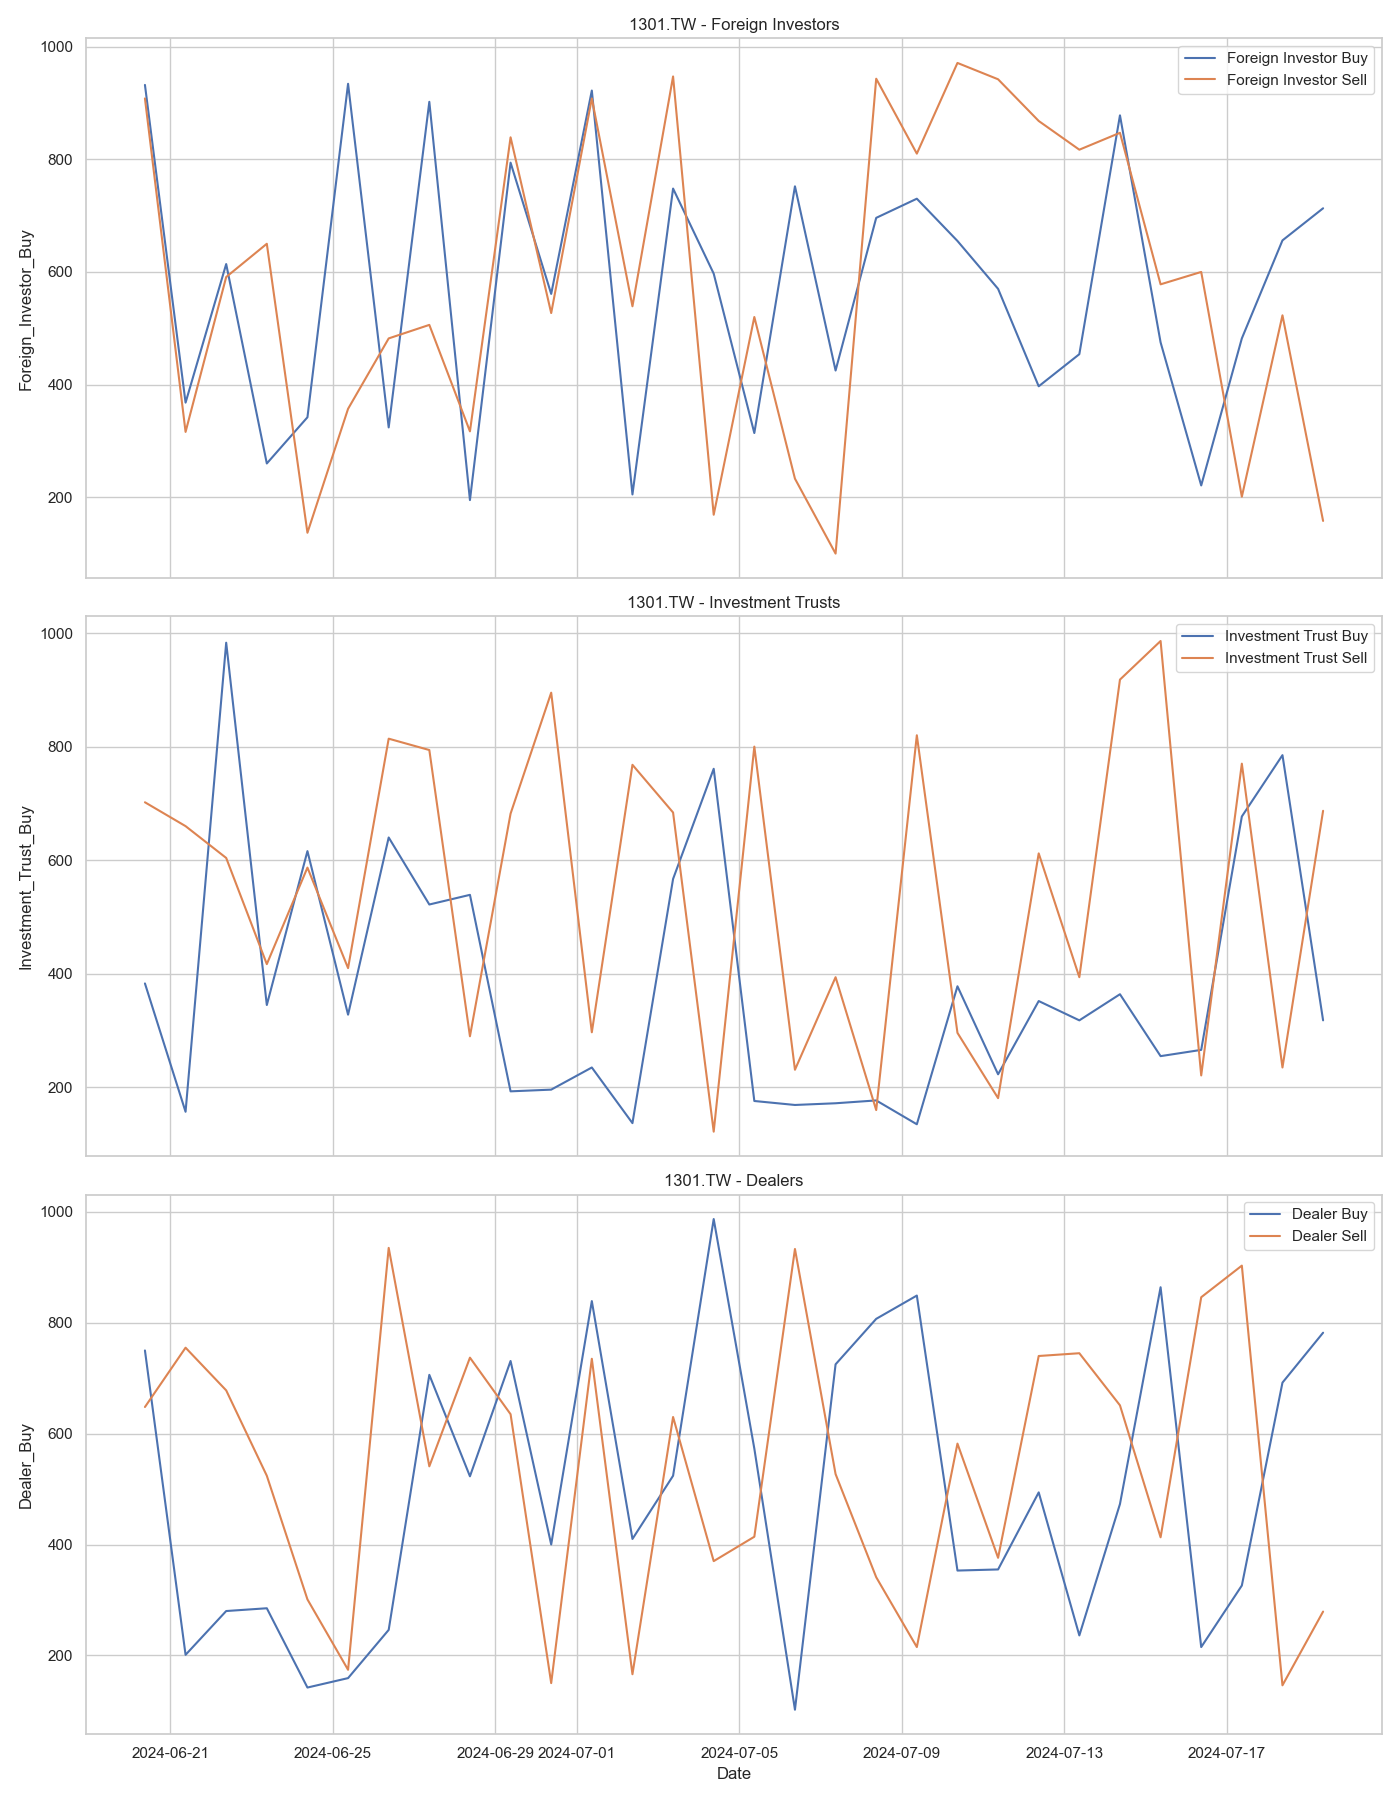 1301.TW - Foreign Investors
1000
800
600
400
200
Foreign_Investor_Buy
Foreign Investor Buy
Foreign Investor Sell
1301.TW - Investment Trusts
1000
800
600
400
200
Investment_Trust_Buy
Investment Trust Buy
Investment Trust Sell
1301.TW - Dealers
1000
800
600
400
200
Dealer_Buy
Dealer Buy
Dealer Sell
2024-06-21 2024-06-25 2024-06-29 2024-07-01 2024-07-05 2024-07-09 2024-07-13 2024-07-17
Date